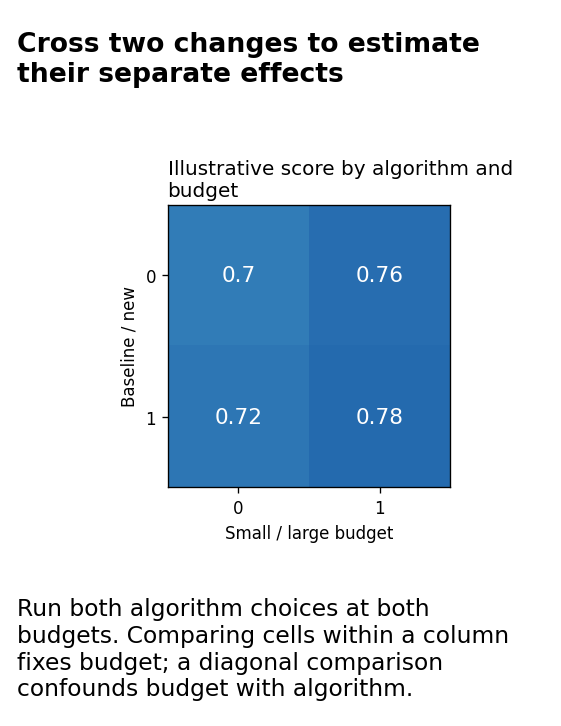 Cross two changes to estimate
their separate effects
Illustrative score by algorithm and
budget
0.7 0.76
0.72 0.78
0
1
Baseline / new
0 1
Small / large budget
Run both algorithm choices at both
budgets. Comparing cells within a column
fixes budget; a diagonal comparison
confounds budget with algorithm.